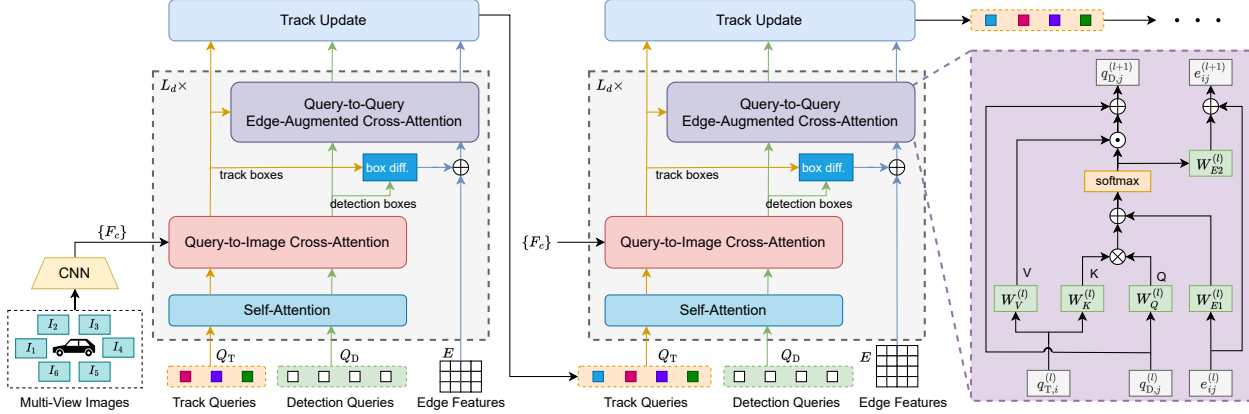 Track Update
L_d×
Query-to-Query
Edge-Augmented Cross-Attention
box diff.
track boxes
detection boxes
{F_c}
Query-to-Image Cross-Attention
CNN
Self-Attention
I_2
I_3
I_1
I_4
I_6
I_5
Q_T
Q_D
E
Multi-View Images
Track Queries
Detection Queries
Edge Features
Track Update
L_d×
Query-to-Query
Edge-Augmented Cross-Attention
box diff.
track boxes
detection boxes
{F_c}
Query-to-Image Cross-Attention
Self-Attention
Q_T
Q_D
E
Track Queries
Detection Queries
Edge Features
. . .
q_{D,j}^{(l+1)}
e_{ij}^{(l+1)}
W_{E2}^{(l)}
softmax
V
K
Q
W_V^{(l)}
W_K^{(l)}
W_Q^{(l)}
W_{E1}^{(l)}
q_{T,i}^{(l)}
q_{D,j}^{(l)}
e_{ij}^{(l)}